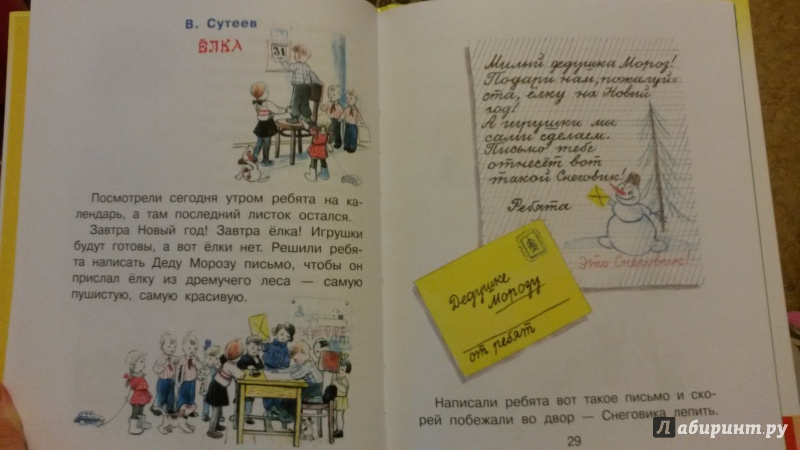 В. Сутеев
ЁЛКА
31
Посмотрели сегодня утром ребята на ка-
лендарь, а там последний листок остался.
Завтра Новый год! Завтра ёлка! Игрушки
будут готовы, а вот ёлки нет. Решили ребя-
та написать Деду Морозу письмо, чтобы он
прислал ёлку из дремучего леса — самую
пушистую, самую красивую.
Милый дедушка Мороз!
Подари нам, пожалуй-
ста, ёлку на Новый
год!
А игрушки мы
сами сделаем.
Письмо тебе
отнесёт вот
такой Снеговик!
Ребята
Это Снеговик!
Дедушке
Морозу
от ребят
Написали ребята вот такое письмо и ско-
рей побежали во двор — Снеговика лепить.
29
Лабиринт.ру